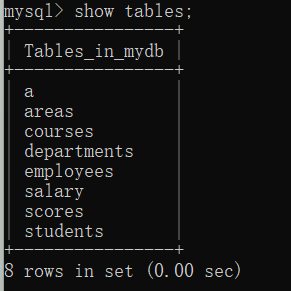 mysql> show tables;
+----------------+
| Tables_in_mydb |
+----------------+
| a              |
| areas          |
| courses        |
| departments    |
| employees      |
| salary         |
| scores         |
| students       |
+----------------+
8 rows in set (0.00 sec)